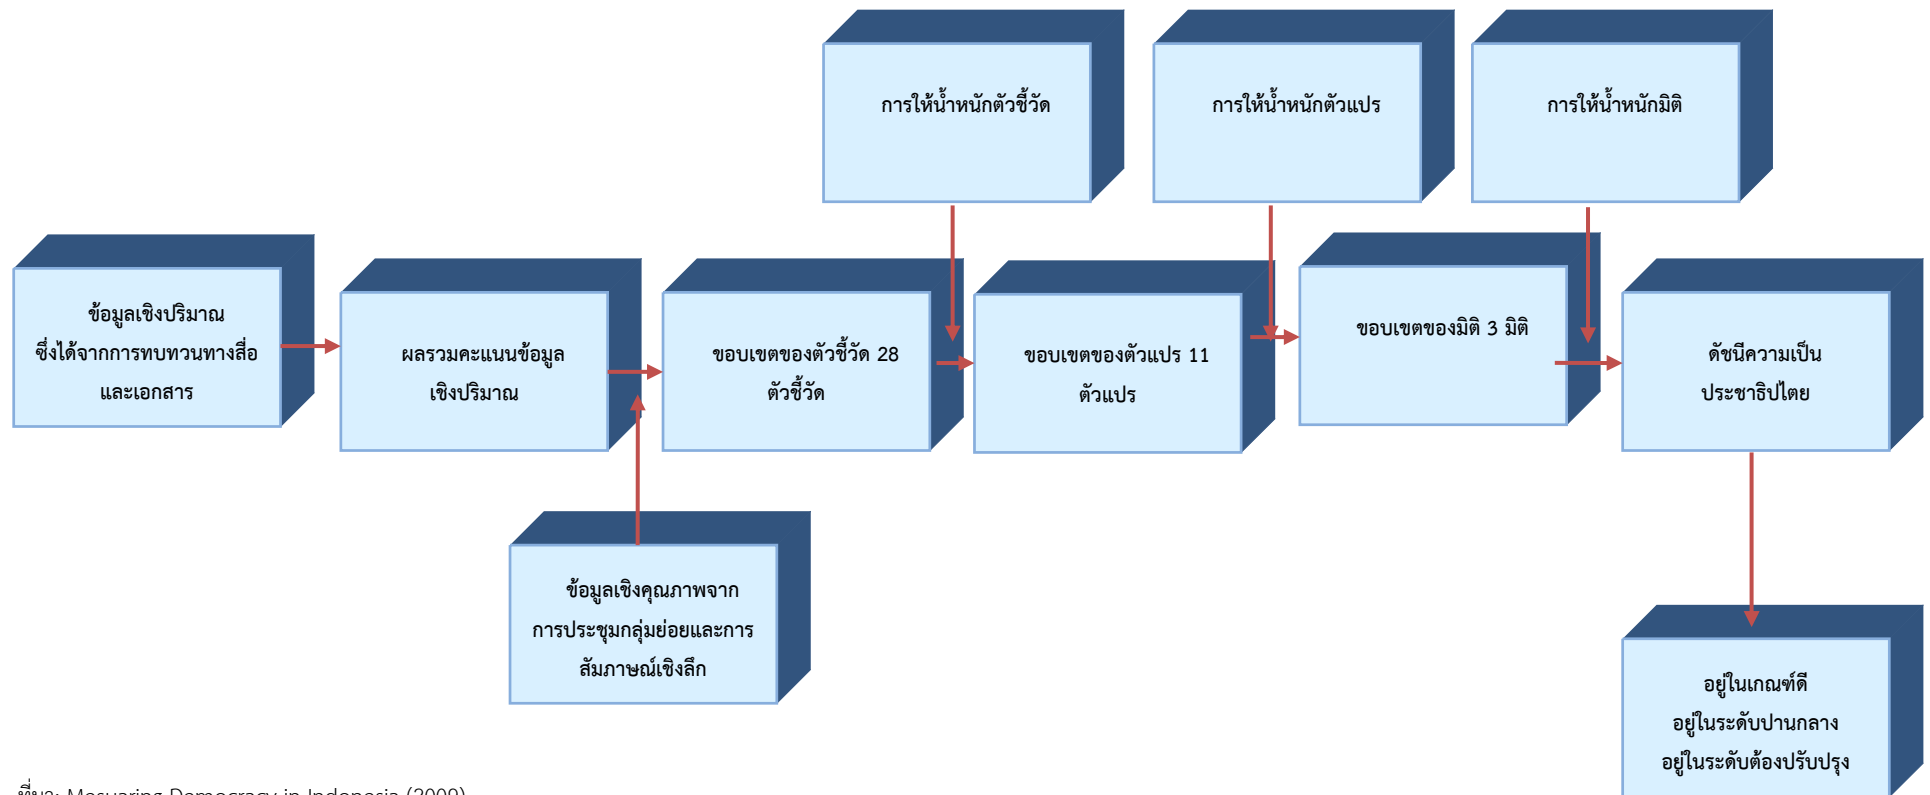 การให้น้ำหนักตัวชี้วัด
การให้น้ำหนักตัวแปร
การให้น้ำหนักมิติ
ข้อมูลเชิงปริมาณ
ซึ่งได้จากการทบทวนทางสื่อ
และเอกสาร
ผลรวมคะแนนข้อมูล
เชิงปริมาณ
ขอบเขตของตัวชี้วัด 28
ตัวชี้วัด
ขอบเขตของตัวแปร 11
ตัวแปร
ขอบเขตของมิติ 3 มิติ
ดัชนีความเป็น
ประชาธิปไตย
ข้อมูลเชิงคุณภาพจาก
การประชุมกลุ่มย่อยและการ
สัมภาษณ์เชิงลึก
อยู่ในเกณฑ์ดี
อยู่ในระดับปานกลาง
อยู่ในระดับต้องปรับปรุง
ที่มา: Mesuaring Democracy in Indonesia (2009)